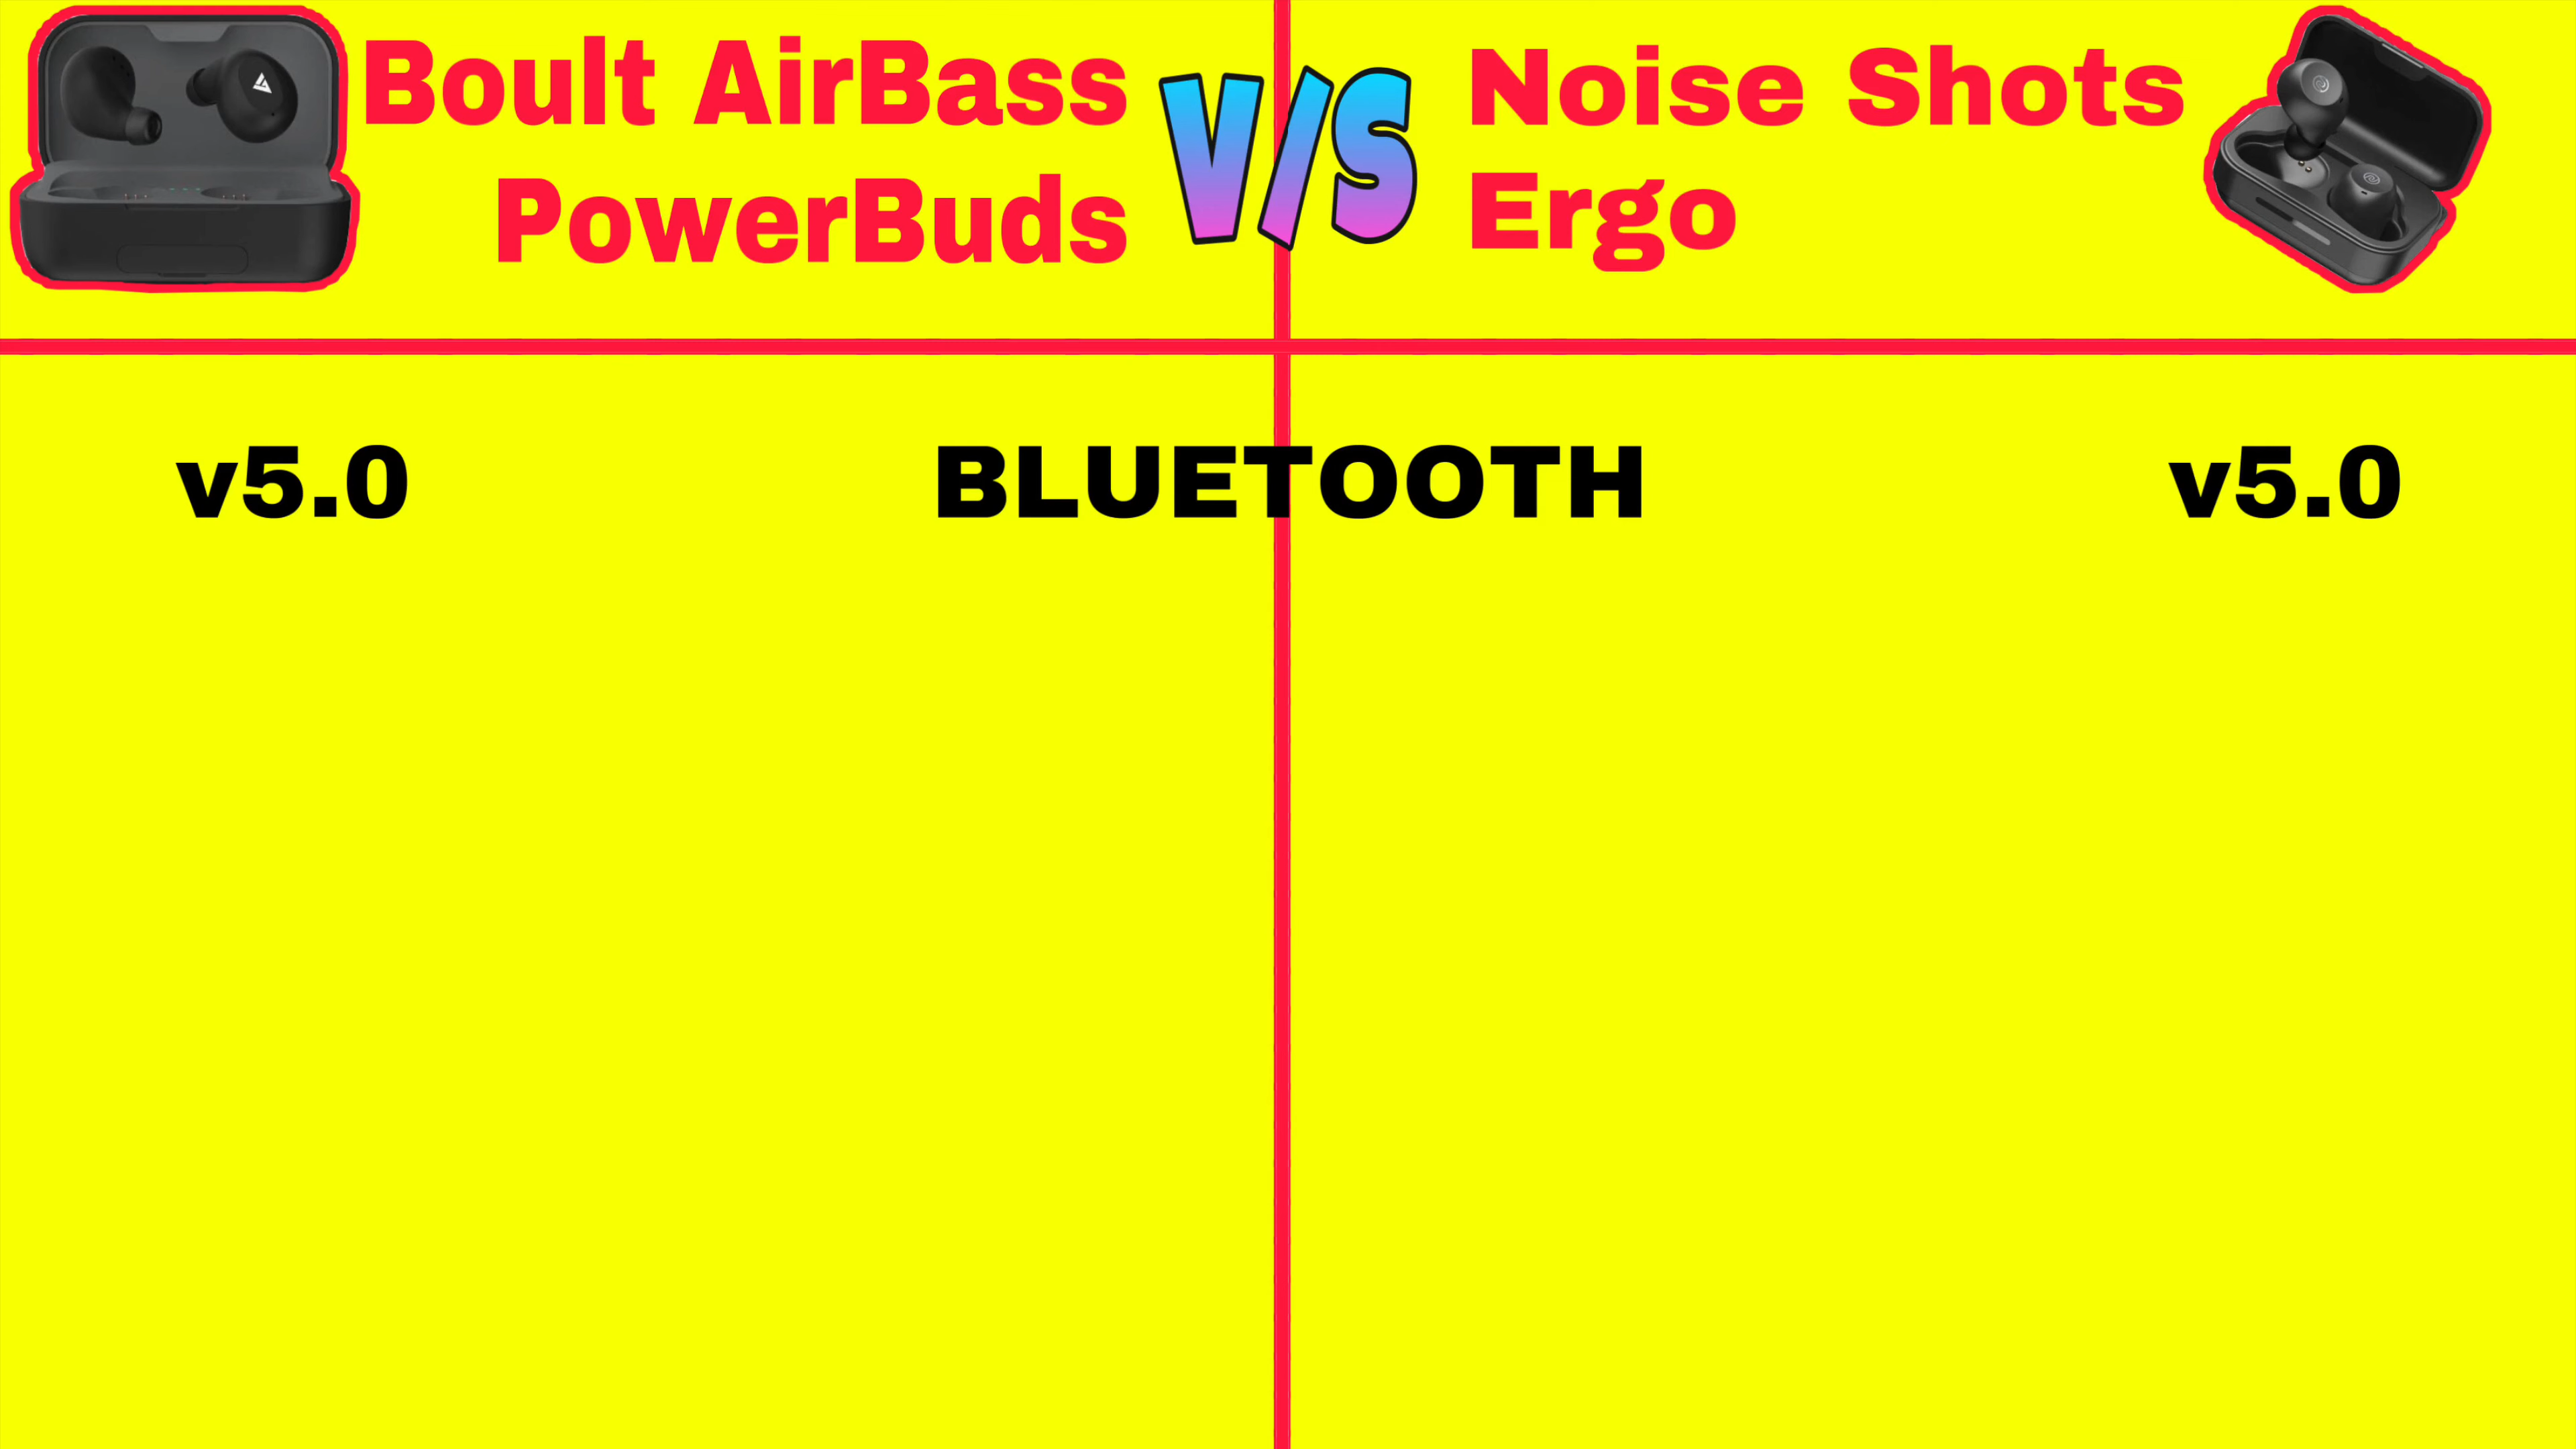 Boult AirBass
PowerBuds
V/S
Noise Shots
Ergo
v5.0 BLUETOOTH v5.0